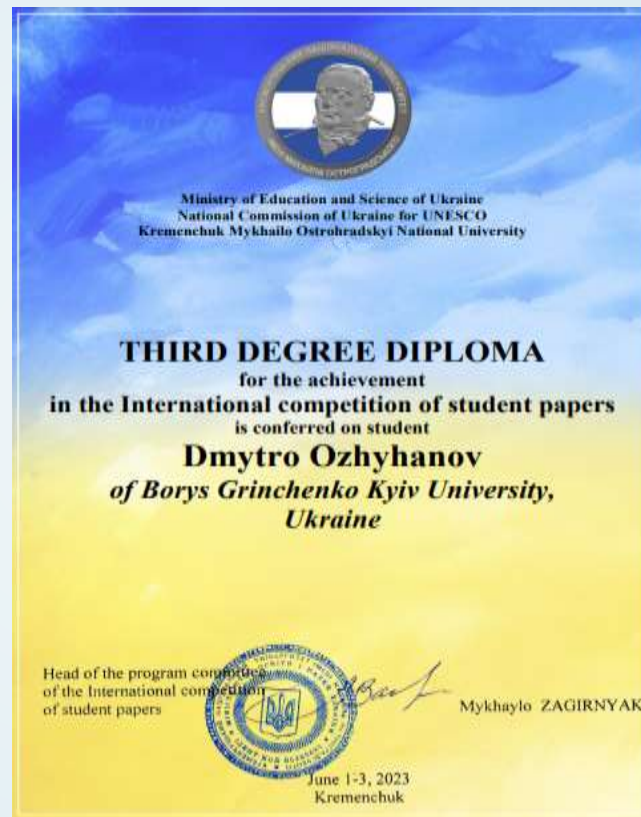 Ministry of Education and Science of Ukraine
National Commission of Ukraine for UNESCO
Kremenchuk Mykhailo Ostrohradskyi National University
THIRD DEGREE DIPLOMA
for the achievement
in the International competition of student papers
is conferred on student
Dmytro Ozhyhanov
of Borys Grinchenko Kyiv University,
Ukraine
Head of the program committee
of the International competition
of student papers
Mykhaylo ZAGIRNYAK
June 1-3, 2023
Kremenchuk